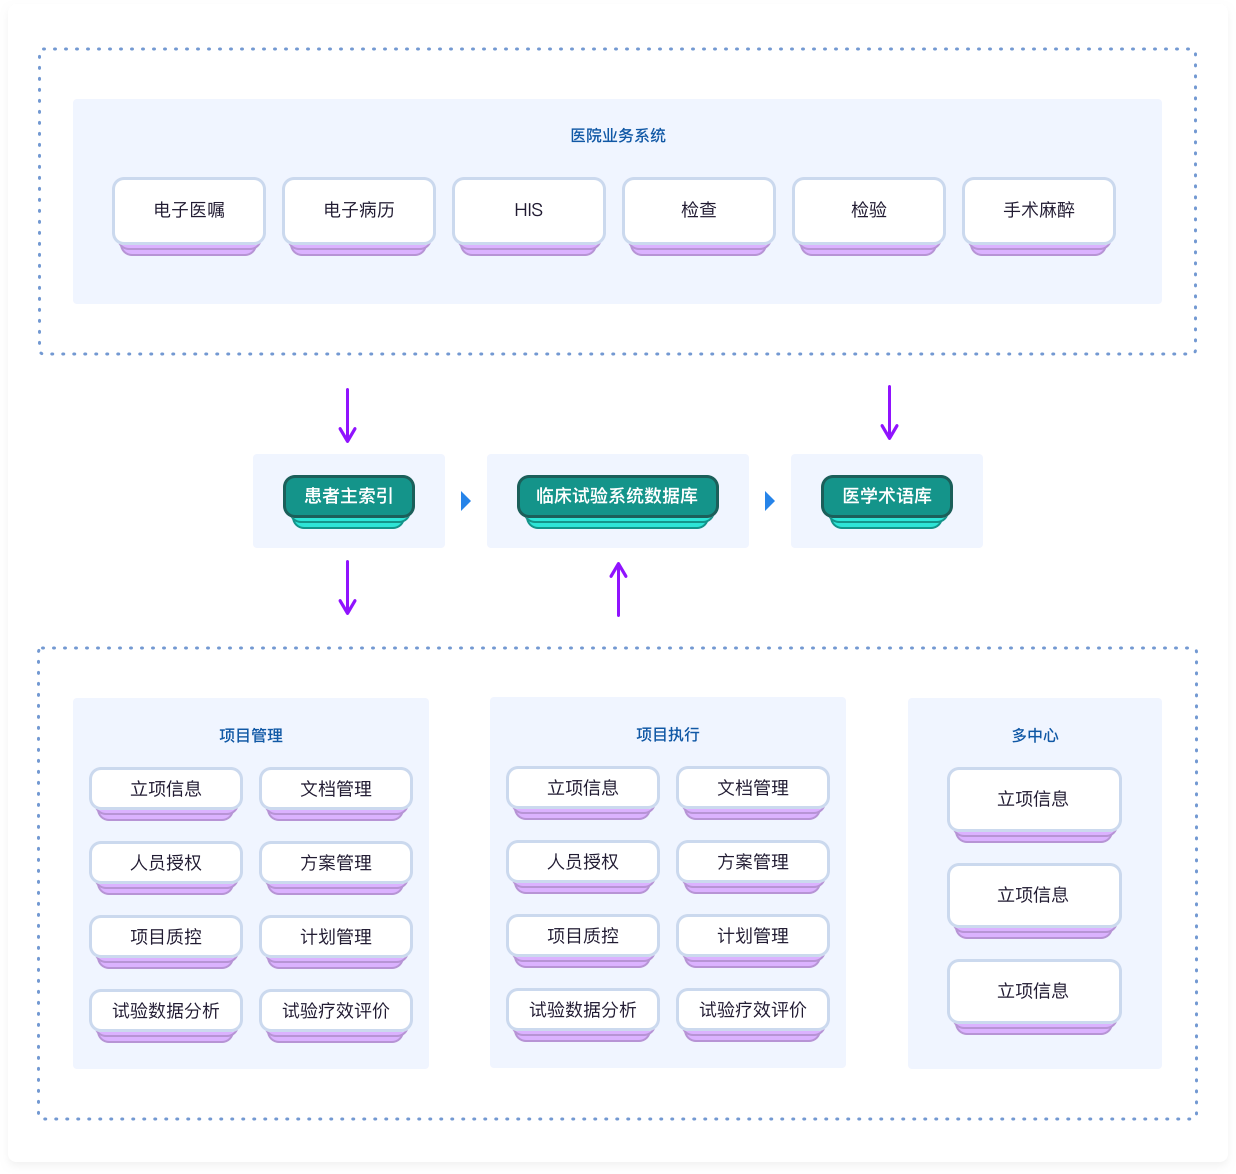 医院业务系统
电子医嘱
电子病历
HIS
检查
检验
手术麻醉
患者主索引
临床试验系统数据库
医学术语库
项目管理
立项信息
文档管理
人员授权
方案管理
项目质控
计划管理
试验数据分析
试验疗效评价
项目执行
立项信息
文档管理
人员授权
方案管理
项目质控
计划管理
试验数据分析
试验疗效评价
多中心
立项信息
立项信息
立项信息